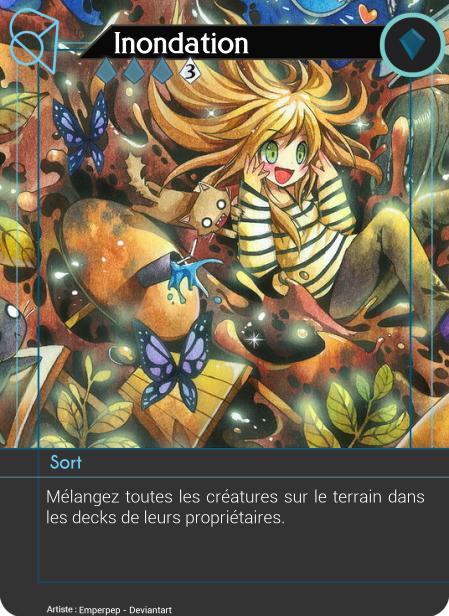 Inondation
3
Sort
Mélangez toutes les créatures sur le terrain dans
les decks de leurs propriétaires.
Artiste : Emperpep - Deviantart